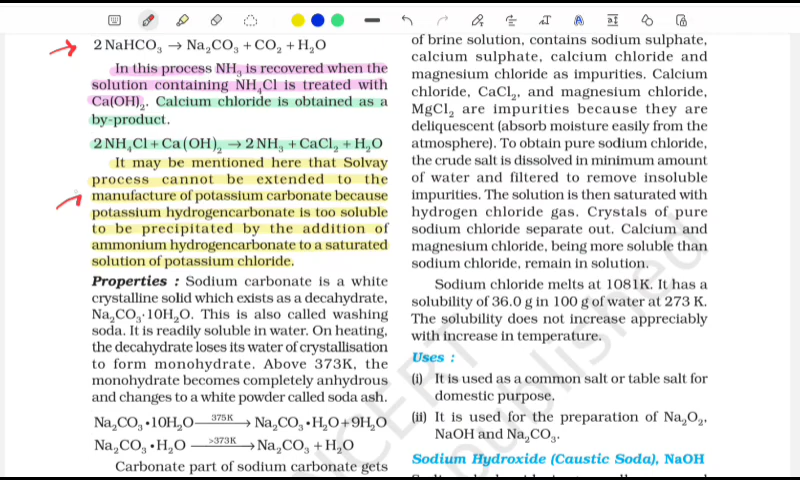 2 NaHCO₃ → Na₂CO₃ + CO₂ + H₂O
In this process NH₃ is recovered when the
solution containing NH₄Cl is treated with
Ca(OH)₂. Calcium chloride is obtained as a
by-product.
2 NH₄Cl + Ca(OH)₂ → 2 NH₃ + CaCl₂ + H₂O
It may be mentioned here that Solvay
process cannot be extended to the
manufacture of potassium carbonate because
potassium hydrogencarbonate is too soluble
to be precipitated by the addition of
ammonium hydrogencarbonate to a saturated
solution of potassium chloride.
Properties : Sodium carbonate is a white
crystalline solid which exists as a decahydrate,
Na₂CO₃·10H₂O. This is also called washing
soda. It is readily soluble in water. On heating,
the decahydrate loses its water of crystallisation
to form monohydrate. Above 373K, the
monohydrate becomes completely anhydrous
and changes to a white powder called soda ash.
375K
Na₂CO₃·10H₂O → Na₂CO₃·H₂O+9H₂O
>373K
Na₂CO₃·H₂O → Na₂CO₃ + H₂O
Carbonate part of sodium carbonate gets
of brine solution, contains sodium sulphate,
calcium sulphate, calcium chloride and
magnesium chloride as impurities. Calcium
chloride, CaCl₂, and magnesium chloride,
MgCl₂ are impurities because they are
deliquescent (absorb moisture easily from the
atmosphere). To obtain pure sodium chloride,
the crude salt is dissolved in minimum amount
of water and filtered to remove insoluble
impurities. The solution is then saturated with
hydrogen chloride gas. Crystals of pure
sodium chloride separate out. Calcium and
magnesium chloride, being more soluble than
sodium chloride, remain in solution.
Sodium chloride melts at 1081K. It has a
solubility of 36.0 g in 100 g of water at 273 K.
The solubility does not increase appreciably
with increase in temperature.
Uses :
(i) It is used as a common salt or table salt for
domestic purpose.
(ii) It is used for the preparation of Na₂O₂,
NaOH and Na₂CO₃.
Sodium Hydroxide (Caustic Soda), NaOH